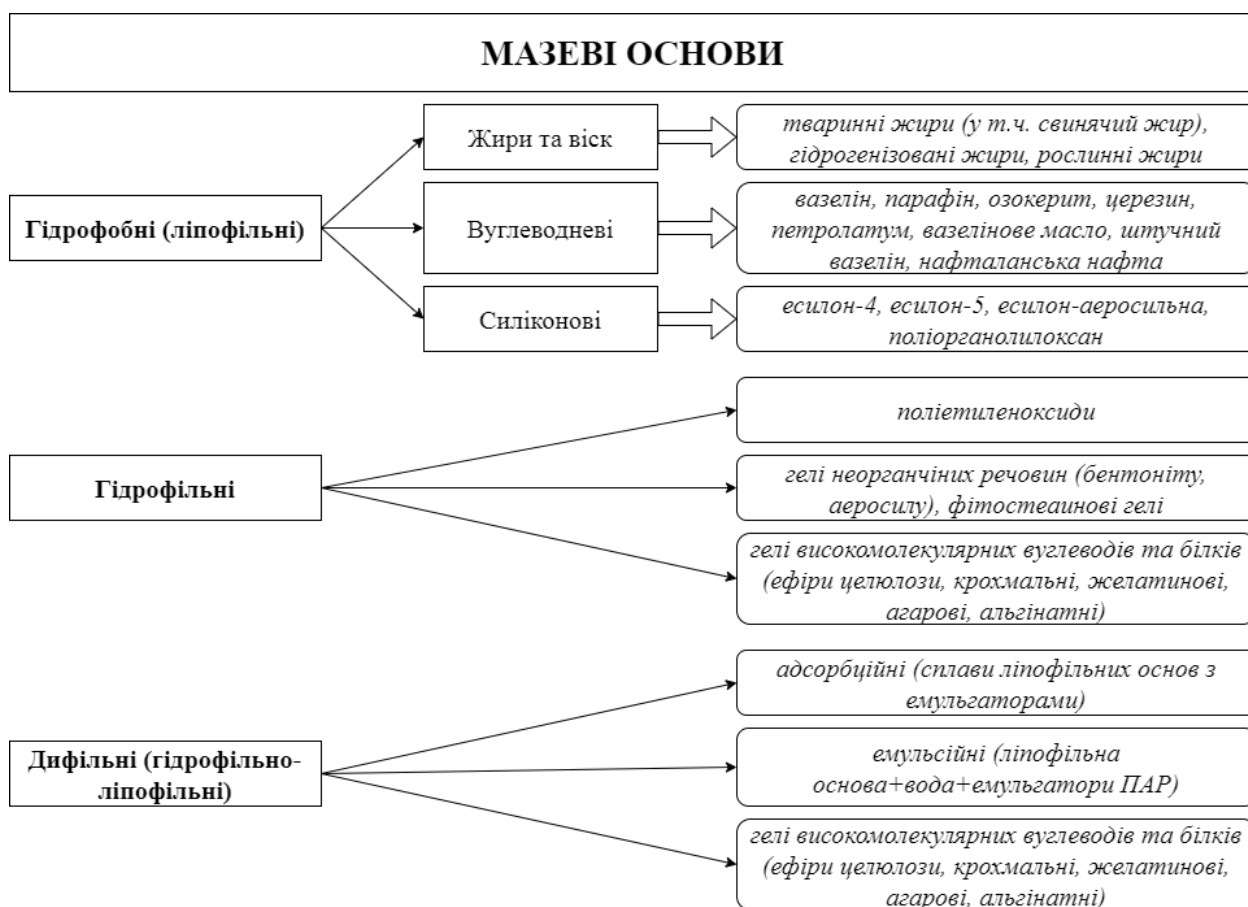 МАЗЕВІ ОСНОВИ
Жири та віск
тваринні жири (у т.ч. свинячий жир),
гідрогенізовані жири, рослинні жири
Гідрофобні (ліпофільні)
Вуглеводневі
вазелін, парафін, озокерит, церезин,
петролатум, вазелінове масло, штучний
вазелін, нафталанська нафта
Силіконові
есилон-4, есилон-5, есилон-аеросильна,
поліорганолилоксан
Гідрофільні
поліетиленоксиди
гелі неорганчіних речовин (бентоніту,
аеросилу), фітостеаинові гелі
гелі високомолекулярних вуглеводів та білків
(ефіри целюлози, крохмальні, желатинові,
агарові, альгінатні)
Дифільні (гідрофільно-
ліпофільні)
адсорбційні (сплави ліпофільних основ з
емульгаторами)
емульсійні (ліпофільна
основа+вода+емульгатори ПАР)
гелі високомолекулярних вуглеводів та білків
(ефіри целюлози, крохмальні, желатинові,
агарові, альгінатні)